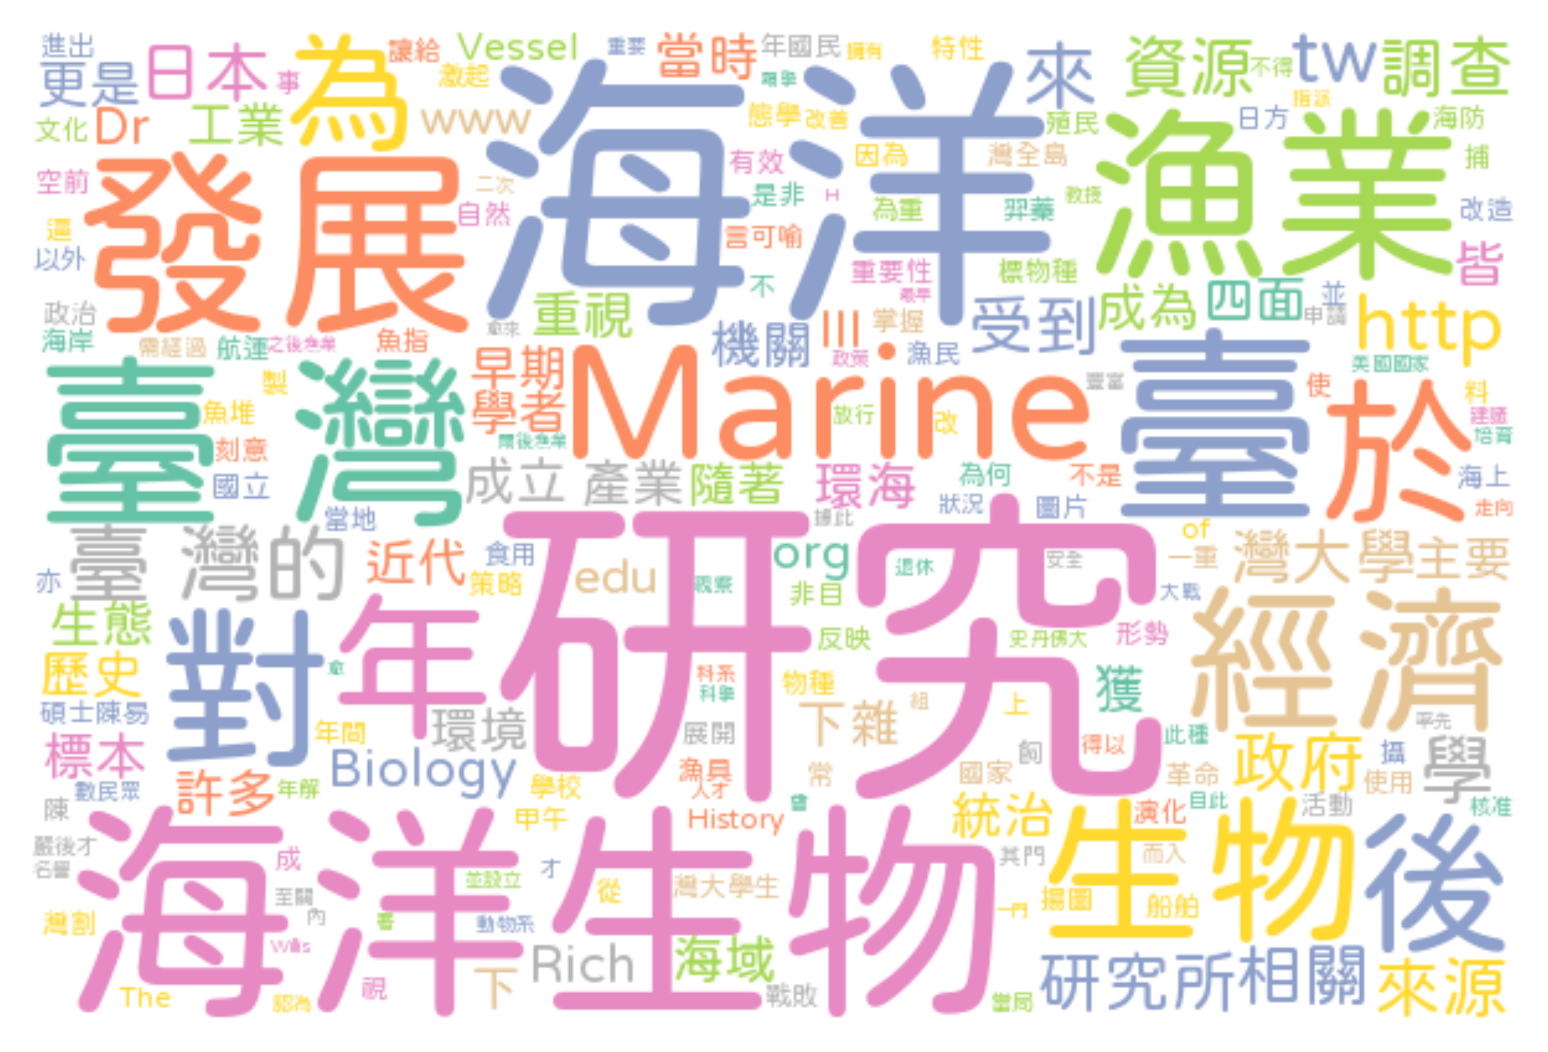 進出
更是
日本
事
為
讓給
激起
Vessel
重要
當時
年國民
擁有
特性
來
資源
不得
tw
調查
文化
Dr
工業
www
海洋
態學
改善
殖民
日方
海防
捕
空前
發展
二次
自然
有效
是非
H
因為
為重
灣全島
羿蓁
教授
漁業
改造
逼
以外
言可喻
重要性
標物種
皆
政治
海岸
航運
之後漁業
魚指
重視
不
機關
III
掌握
政策
漁民
受到
成為
四面
並
申請
http
美國國家
臺 灣
製
魚堆
刻意
國立
早期
學者
爾後漁業
Marine
放行
改
豐富
臺
使
於
料
培育
海上
走向
當地
成立
產業
隨著
環海
為何
不是
狀況
圖片
據此
臺 灣的
近代
食用
策略
edu
觀察
org
退休
安全
of
一重
灣大學
主要
亦
生態
對
年
研究
非目
反映
史丹佛大
形勢
大戰
經濟
歷史
碩士陳易
標本
數民眾
年間
環境
科系
科學
物種
下雜
組
上
獲
此種
政府
攝
學
陳
許多
年解
Biology
學校
展開
漁具
人才
常
國家
飼
得以
革命
使用
嚴後才
名譽
海洋生物
甲午
History
統治
演化
目此
活動
核准
成
至關
內
並設立
才
從
灣大學生
其門
一門
揚圖
生物
而入
船舶
後
灣割
動物系
Rich
海域
The
認為
視
下
戰敗
當局
研究所
相關
來源